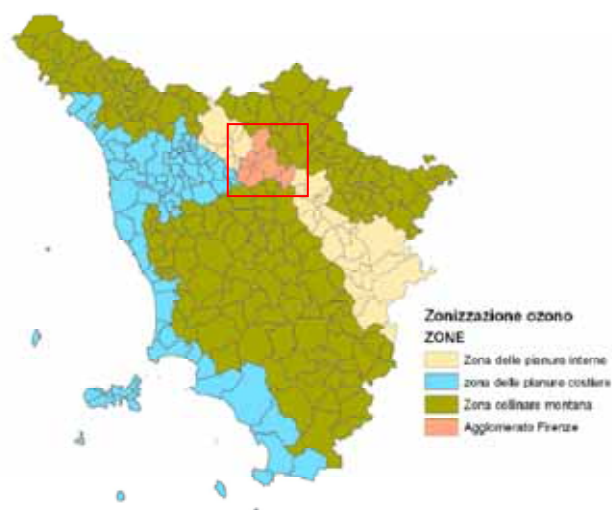 Zonizzazione ozono
ZONE
Zona delle pianure interne
zona delle pianure costiere
Zona collinare montana
Agglomerato Firenze